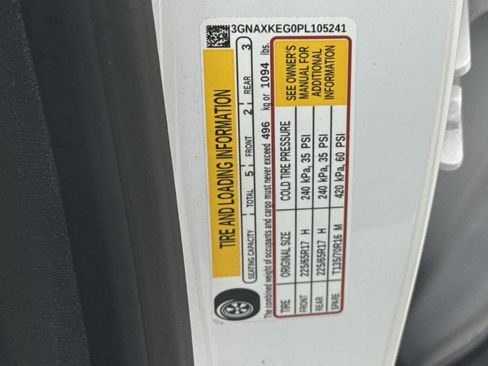 3GNAXKEG0PL105241
TIRE AND LOADING INFORMATION
SEATING CAPACITY | TOTAL 5 | FRONT 2 | REAR 3
The combined weight of occupants and cargo must never exceed 496 kg or 1094 lbs.
TIRE ORIGINAL SIZE COLD TIRE PRESSURE
FRONT 225/65R17 H 240 kPa, 35 PSI
REAR 225/65R17 H 240 kPa, 35 PSI
SPARE T135/70R16 M 420 kPa, 60 PSI
SEE OWNER'S
MANUAL FOR
ADDITIONAL
INFORMATION